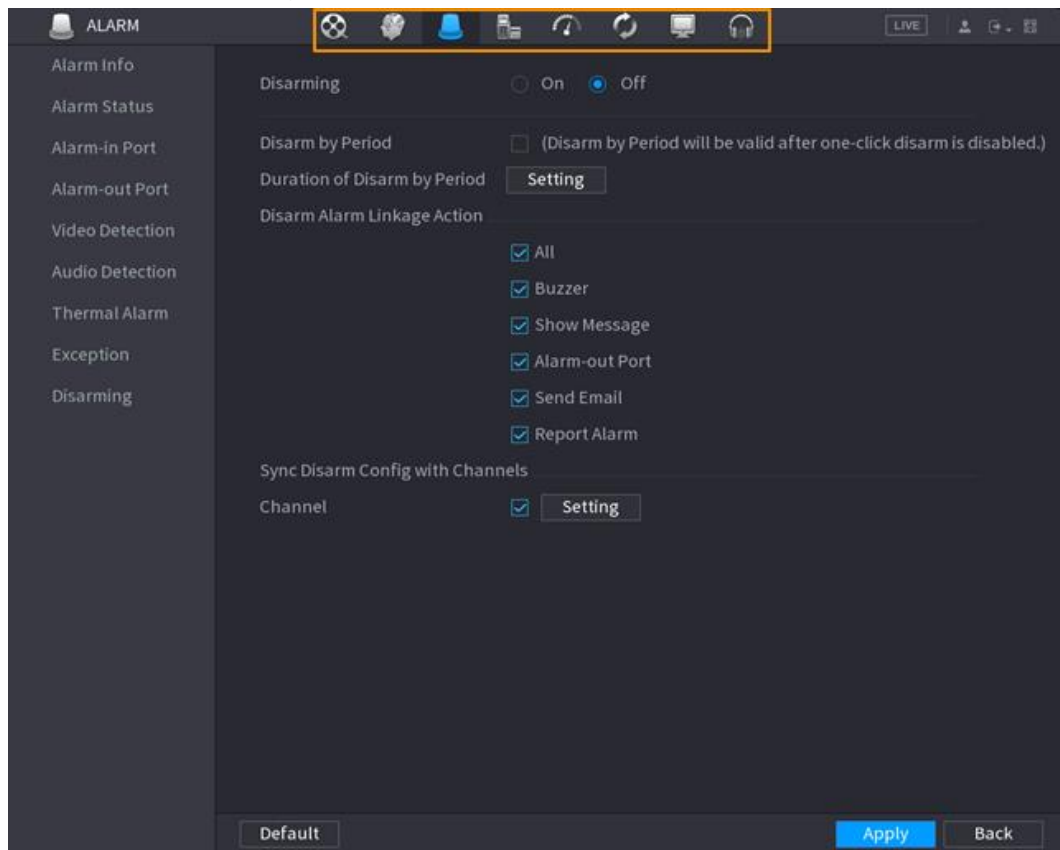 ALARM
LIVE
Alarm Info
Alarm Status
Alarm-in Port
Alarm-out Port
Video Detection
Audio Detection
Thermal Alarm
Exception
Disarming
Disarming On Off
Disarm by Period (Disarm by Period will be valid after one-click disarm is disabled.)
Duration of Disarm by Period Setting
Disarm Alarm Linkage Action
All
Buzzer
Show Message
Alarm-out Port
Send Email
Report Alarm
Sync Disarm Config with Channels
Channel Setting
Default Apply Back